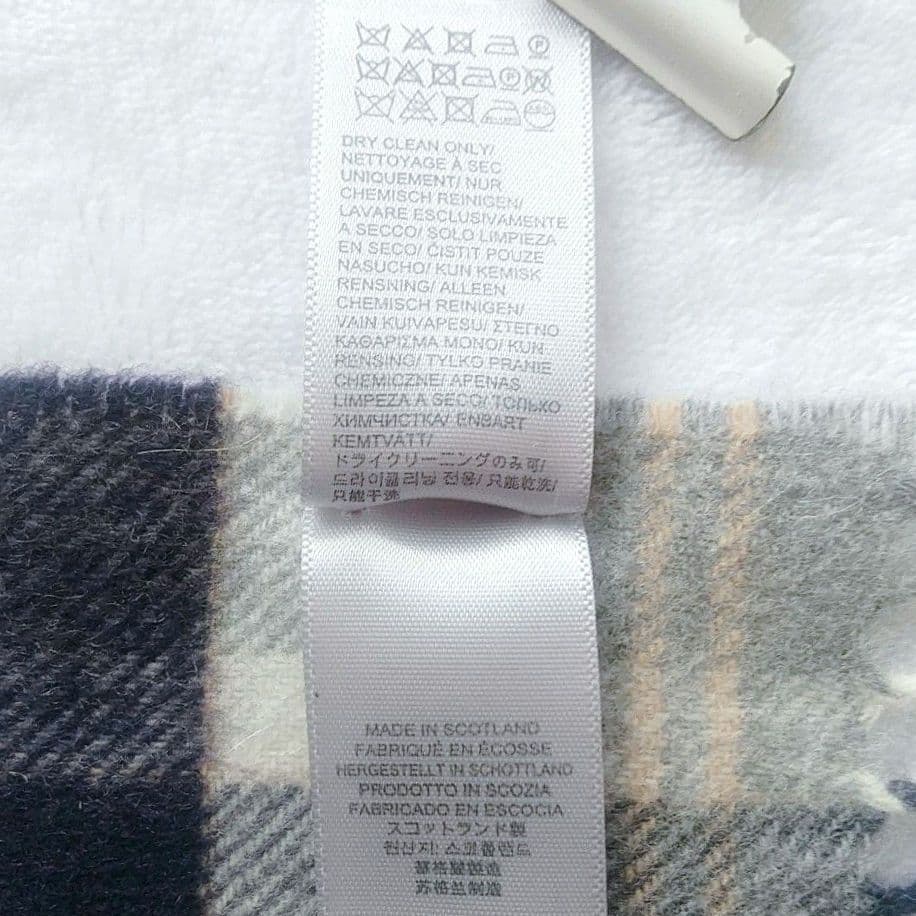 DRY CLEAN ONLY/
NETTOYAGE À SEC
UNIQUEMENT/ NUR
CHEMISCH REINIGEN/
LAVARE ESCLUSIVAMENTE
A SECCO/ SOLO LIMPIEZA
EN SECO/ ČISTIT POUZE
NASUCHO/ KUN KEMISK
RENSNING/ ALLEEN
CHEMISCH REINIGEN/
VAIN KUIVAPESU/ ΣΤΕΓΝΟ
ΚΑΘΑΡΙΣΜΑ ΜΟΝΟ/ KUN
RENSING/ TYLKO PRANIE
CHEMICZNE/ APENAS
LIMPEZA A SECO/ ТОЛЬКО
ХИМЧИСТКА/ ENBART
KEMTVÄTT/
ドライクリーニングのみ可/
드라이클리닝 전용/ 只能乾洗/
只能干洗
MADE IN SCOTLAND
FABRIQUÉ EN ÉCOSSE
HERGESTELLT IN SCHOTTLAND
PRODOTTO IN SCOZIA
FABRICADO EN ESCOCIA
スコットランド製
원산지: 스코틀랜드
蘇格蘭製造
苏格兰制造